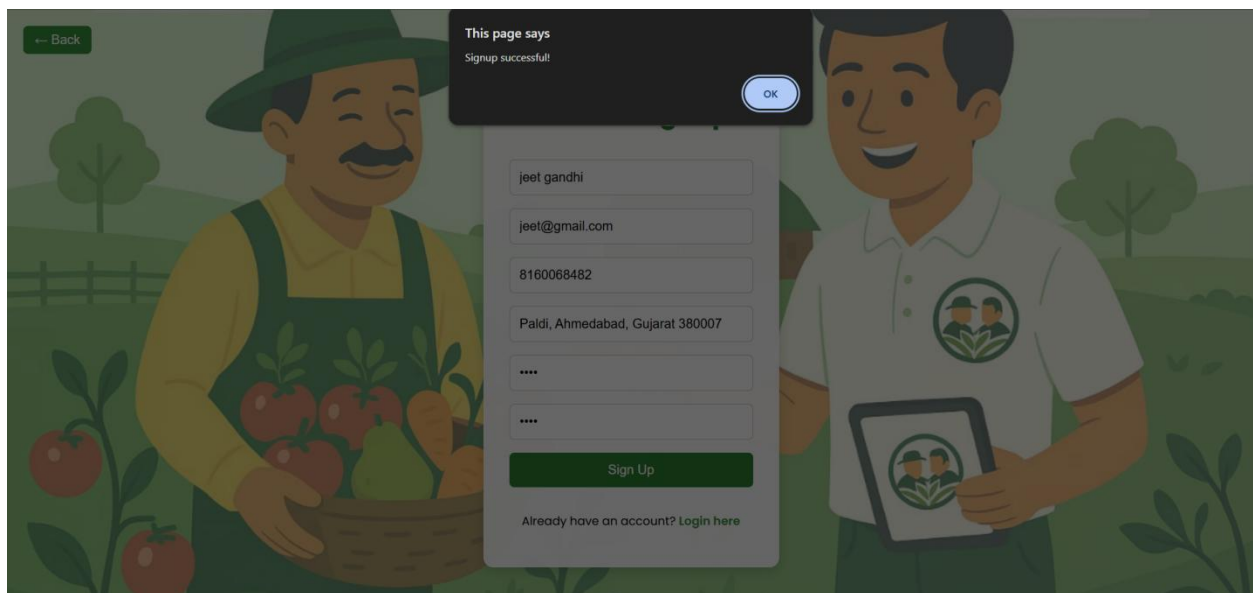 ← Back
This page says
Signup successful!
OK
jeet gandhi
jeet@gmail.com
8160068482
Paldi, Ahmedabad, Gujarat 380007
••••
••••
Sign Up
Already have an account? Login here